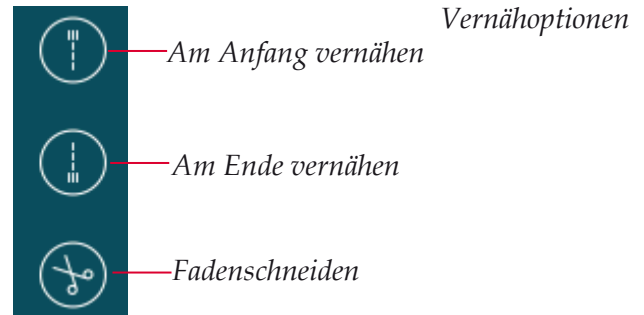 Vernähoptionen
Am Anfang vernähen
Am Ende vernähen
Fadenschneiden